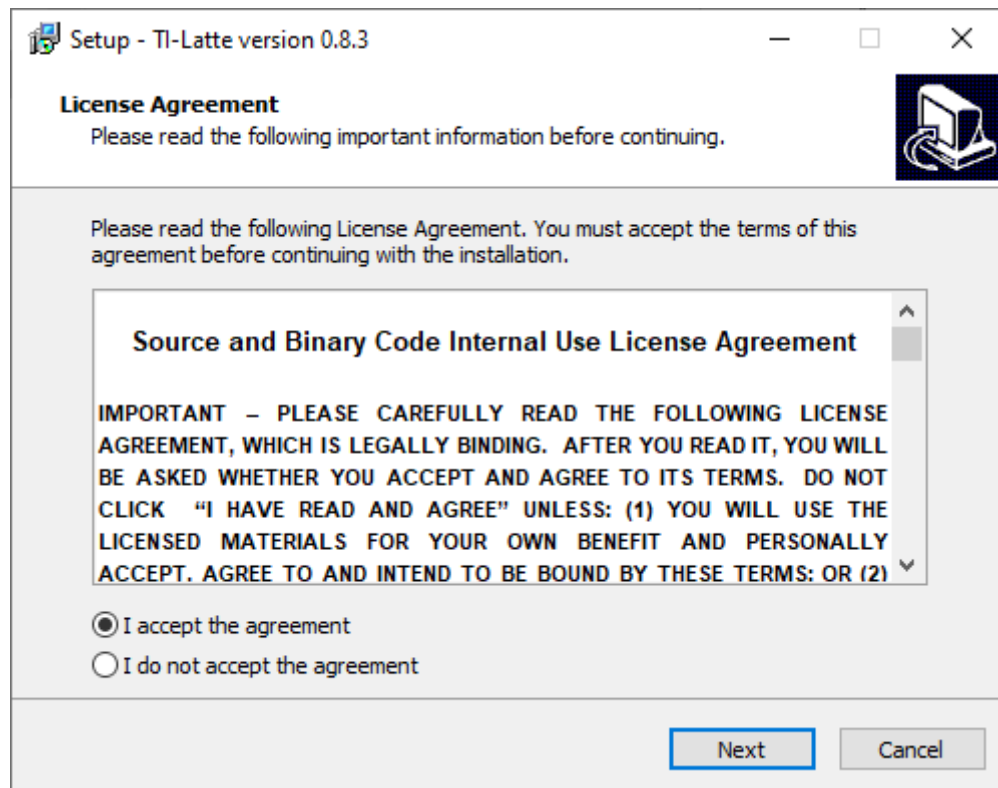 Setup - TI-Latte version 0.8.3
License Agreement
Please read the following important information before continuing.
Please read the following License Agreement. You must accept the terms of this
agreement before continuing with the installation.
Source and Binary Code Internal Use License Agreement
IMPORTANT – PLEASE CAREFULLY READ THE FOLLOWING LICENSE
AGREEMENT, WHICH IS LEGALLY BINDING. AFTER YOU READ IT, YOU WILL
BE ASKED WHETHER YOU ACCEPT AND AGREE TO ITS TERMS. DO NOT
CLICK “I HAVE READ AND AGREE” UNLESS: (1) YOU WILL USE THE
LICENSED MATERIALS FOR YOUR OWN BENEFIT AND PERSONALLY
ACCEPT, AGREE TO AND INTEND TO BE BOUND BY THESE TERMS; OR (2)
I accept the agreement
I do not accept the agreement
Next
Cancel